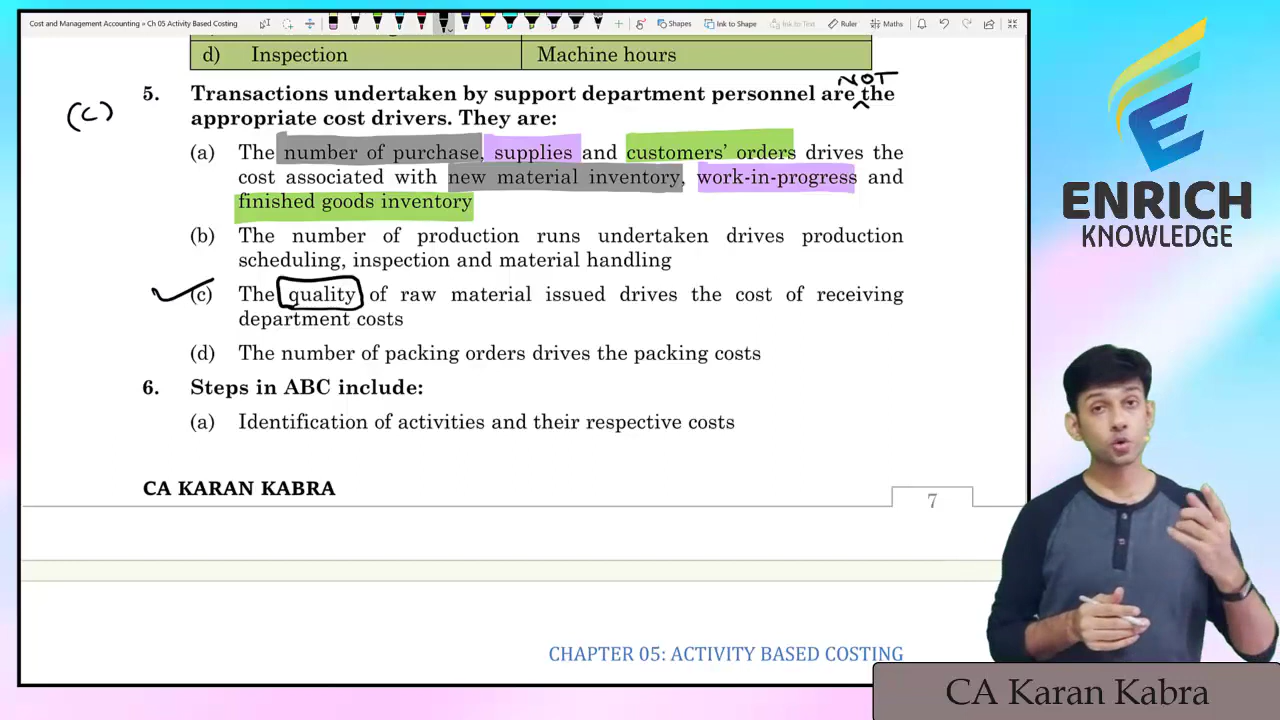 Cost and Management Accounting » Ch 05 Activity Based Costing
Shapes
Ink to Shape
Ink to Text
Ruler
Maths
d) Inspection Machine hours
NOT
(C) 5. Transactions undertaken by support department personnel are ^ the
appropriate cost drivers. They are:
(a) The number of purchase, supplies and customers’ orders drives the
cost associated with new material inventory, work-in-progress and
finished goods inventory
(b) The number of production runs undertaken drives production
scheduling, inspection and material handling
(c) The quality of raw material issued drives the cost of receiving
department costs
(d) The number of packing orders drives the packing costs
6. Steps in ABC include:
(a) Identification of activities and their respective costs
CA KARAN KABRA
7
CHAPTER 05: ACTIVITY BASED COSTING
ENRICH
KNOWLEDGE
CA Karan Kabra